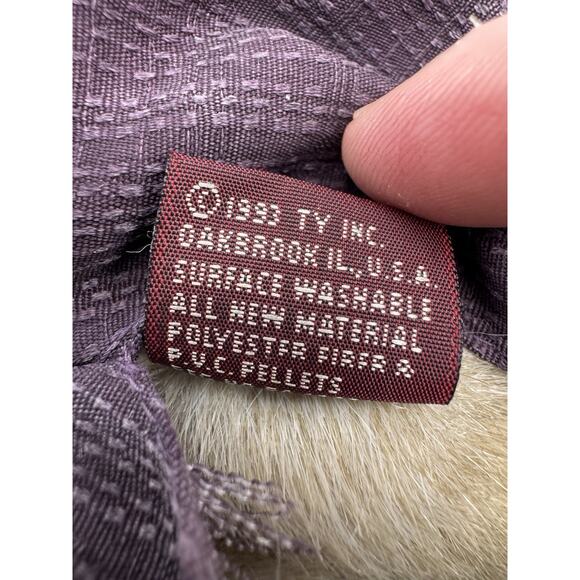 © 1993 TY INC.
OAKBROOK IL, U.S.A.
SURFACE WASHABLE
ALL NEW MATERIAL
POLYESTER FIBER &
P.V.C. PELLETS